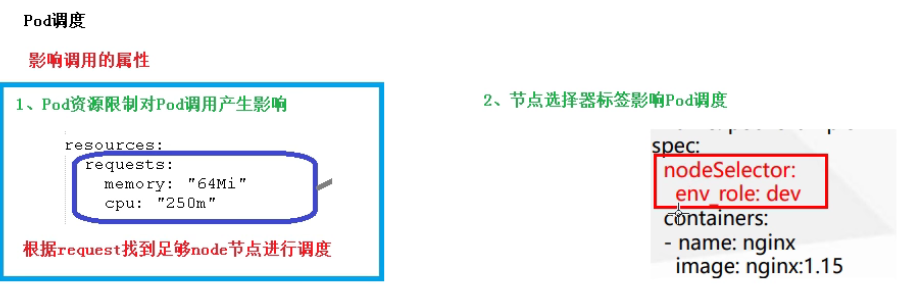 Pod调度
影响调用的属性
1、Pod资源限制对Pod调用产生影响
resources:
requests:
memory: "64Mi"
cpu: "250m"
根据request找到足够node节点进行调度
2、节点选择器标签影响Pod调度
spec:
nodeSelector:
env_role: dev
containers:
- name: nginx
image: nginx:1.15